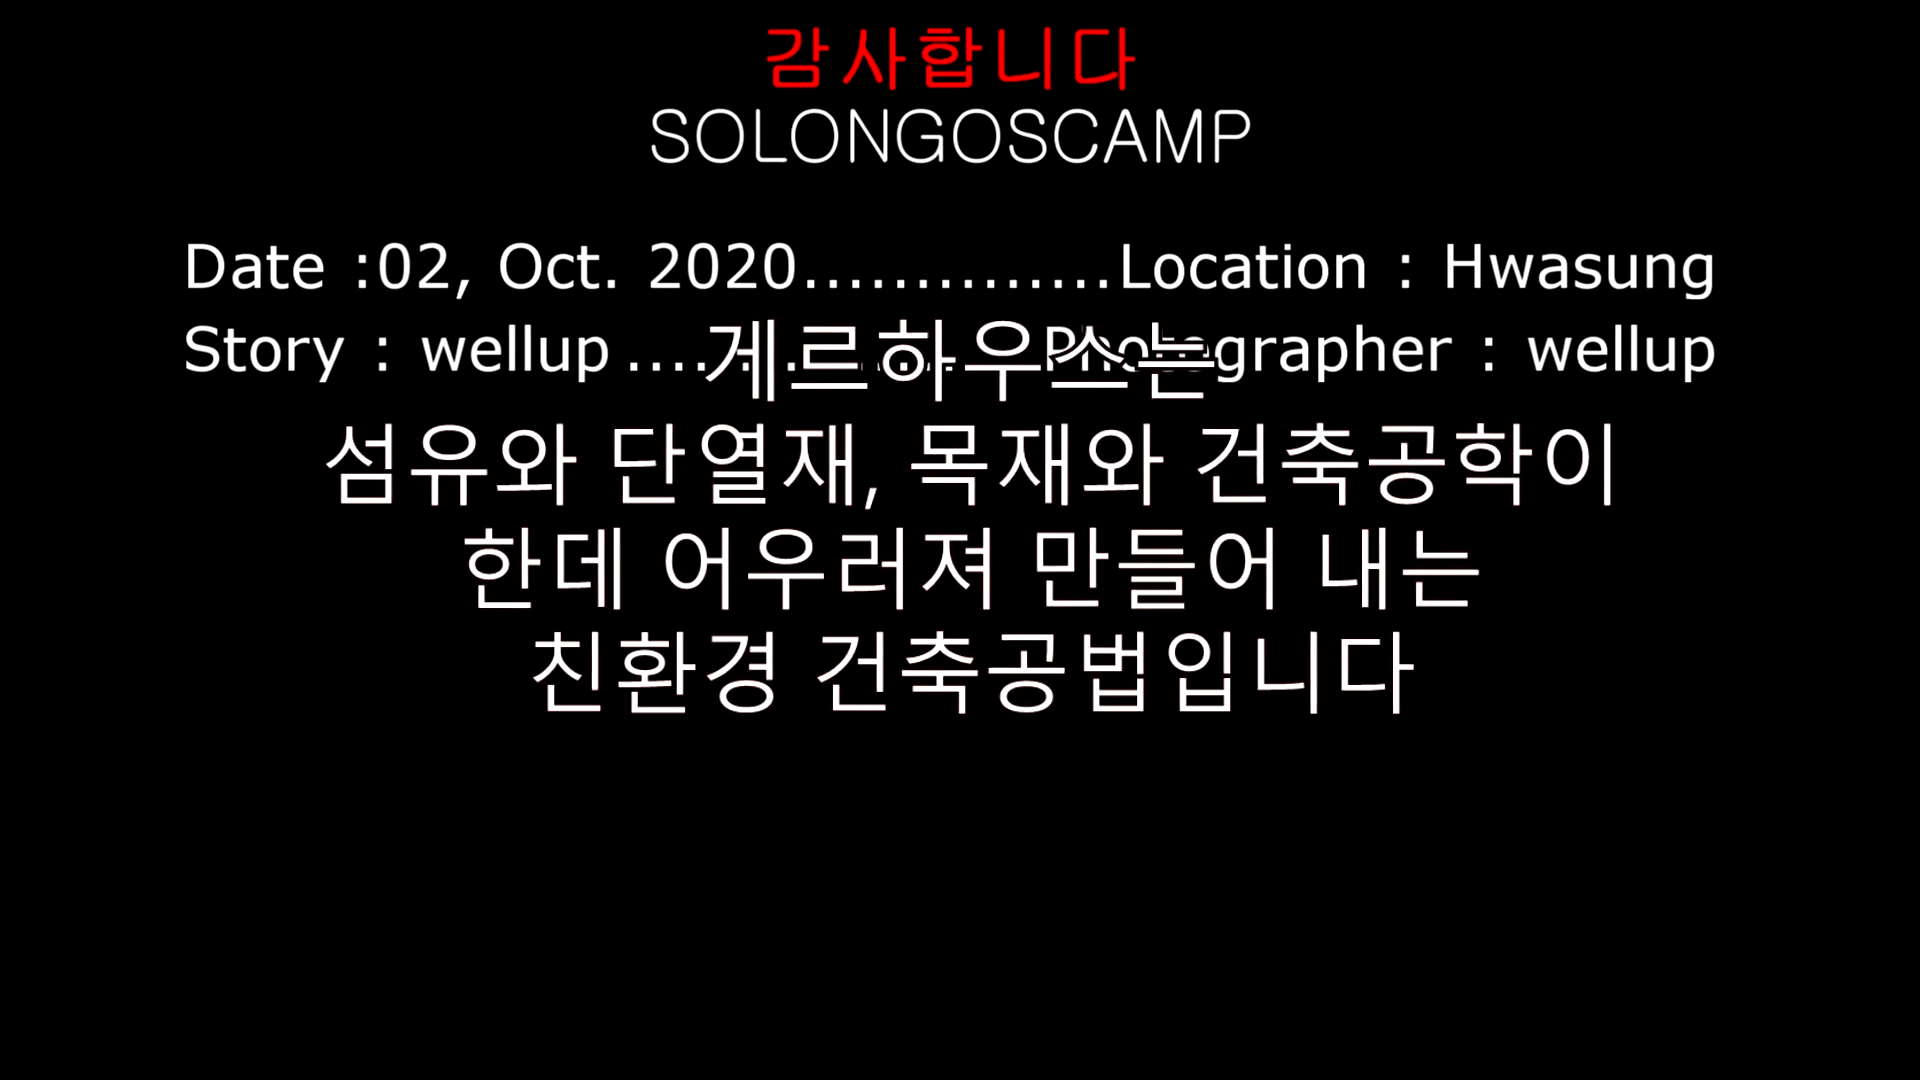 감사합니다
SOLONGOSCAMP
Date :02, Oct. 2020..............Location : Hwasung
Story : wellup .............. Photographer : wellup
게르하우스는
섬유와 단열재, 목재와 건축공학이
한데 어우러져 만들어 내는
친환경 건축공법입니다